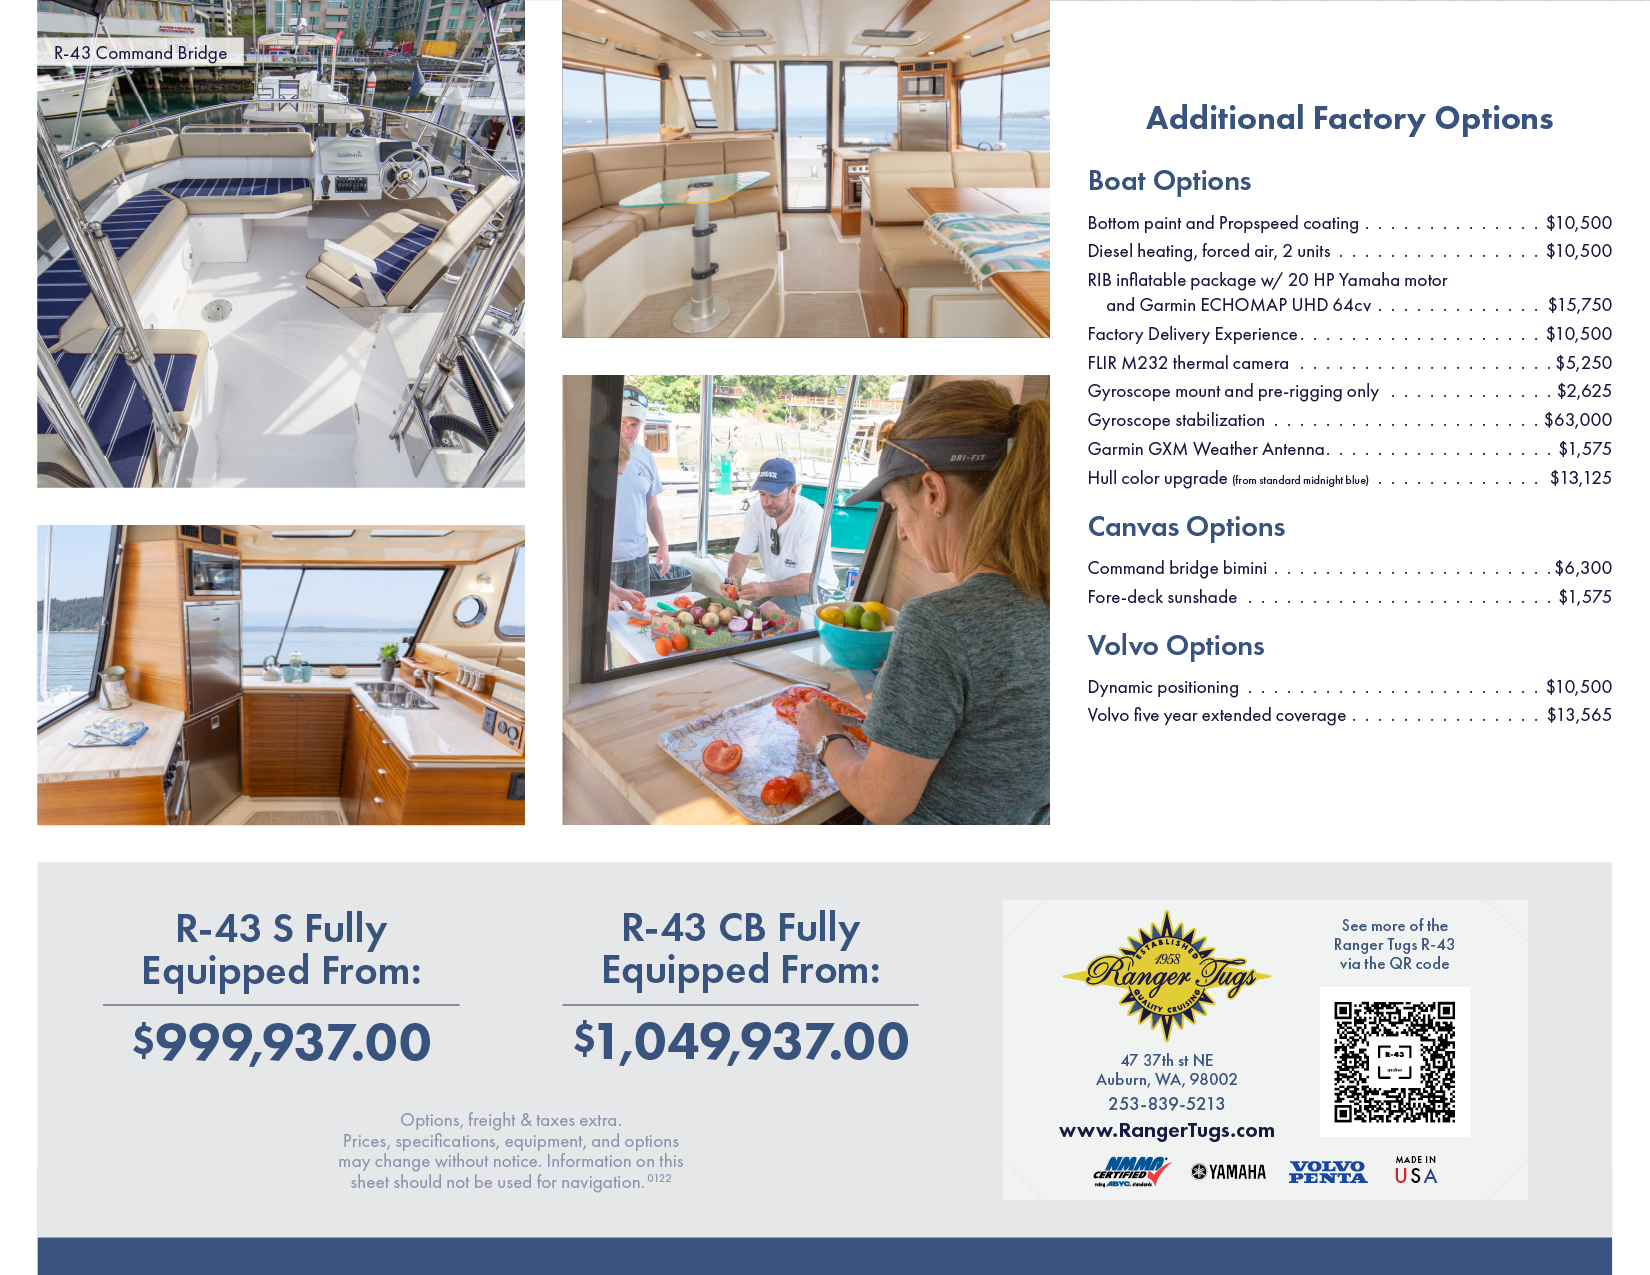 R-43 Command Bridge
GARMIN
DRI-FIT
Additional Factory Options
Boat Options
Bottom paint and Propspeed coating . . . . . . . . . . . . . . $10,500
Diesel heating, forced air, 2 units . . . . . . . . . . . . . . . . $10,500
RIB inflatable package w/ 20 HP Yamaha motor
and Garmin ECHOMAP UHD 64cv . . . . . . . . . . . . . $15,750
Factory Delivery Experience . . . . . . . . . . . . . . . . . . . $10,500
FLIR M232 thermal camera . . . . . . . . . . . . . . . . . . . . $5,250
Gyroscope mount and pre-rigging only . . . . . . . . . . . . . $2,625
Gyroscope stabilization . . . . . . . . . . . . . . . . . . . . . $63,000
Garmin GXM Weather Antenna . . . . . . . . . . . . . . . . . . $1,575
Hull color upgrade (from standard midnight blue) . . . . . . . . . . . . . $13,125
Canvas Options
Command bridge bimini . . . . . . . . . . . . . . . . . . . . . . $6,300
Fore-deck sunshade . . . . . . . . . . . . . . . . . . . . . . . . $1,575
Volvo Options
Dynamic positioning . . . . . . . . . . . . . . . . . . . . . . . $10,500
Volvo five year extended coverage . . . . . . . . . . . . . . . $13,565
R-43 S Fully
Equipped From:
$999,937.00
R-43 CB Fully
Equipped From:
$1,049,937.00
Options, freight & taxes extra.
Prices, specifications, equipment, and options
may change without notice. Information on this
sheet should not be used for navigation. 0122
ESTABLISHED
1958
Ranger Tugs
QUALITY CRUISING
47 37th st NE
Auburn, WA, 98002
253-839-5213
www.RangerTugs.com
See more of the
Ranger Tugs R-43
via the QR code
R-43
NMMA
CERTIFIED
using ABYC. standards
YAMAHA
VOLVO
PENTA
MADE IN
USA